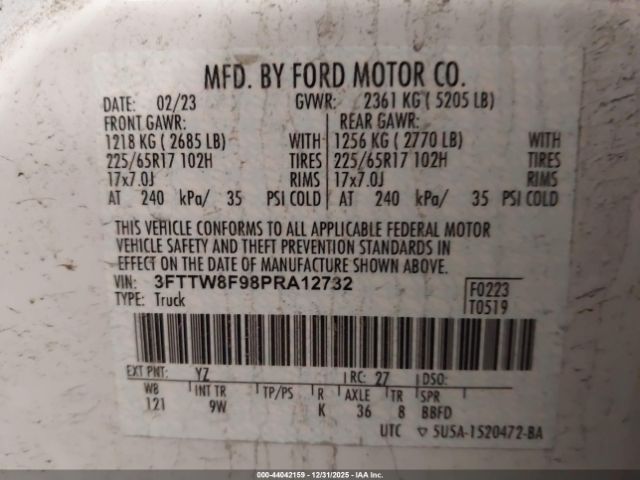 MFD. BY FORD MOTOR CO.
DATE: 02/23 GVWR: 2361 KG ( 5205 LB)
FRONT GAWR: REAR GAWR:
1218 KG ( 2685 LB) WITH 1256 KG ( 2770 LB) WITH
225/65R17 102H TIRES 225/65R17 102H TIRES
17x7.0J RIMS 17x7.0J RIMS
AT 240 kPa/ 35 PSI COLD AT 240 kPa/ 35 PSI COLD
THIS VEHICLE CONFORMS TO ALL APPLICABLE FEDERAL MOTOR
VEHICLE SAFETY AND THEFT PREVENTION STANDARDS IN
EFFECT ON THE DATE OF MANUFACTURE SHOWN ABOVE.
VIN: 3FTTW8F98PRA12732 F0223
TYPE: Truck T0519
EXT PNT: YZ RC: 27 DSO:
WB INT TR TP/PS R AXLE TR SPR
121 9W K 36 8 BBFD
UTC ▽ 5U5A-1520472-BA
000-44042159 - 12/31/2025 - IAAI.COM